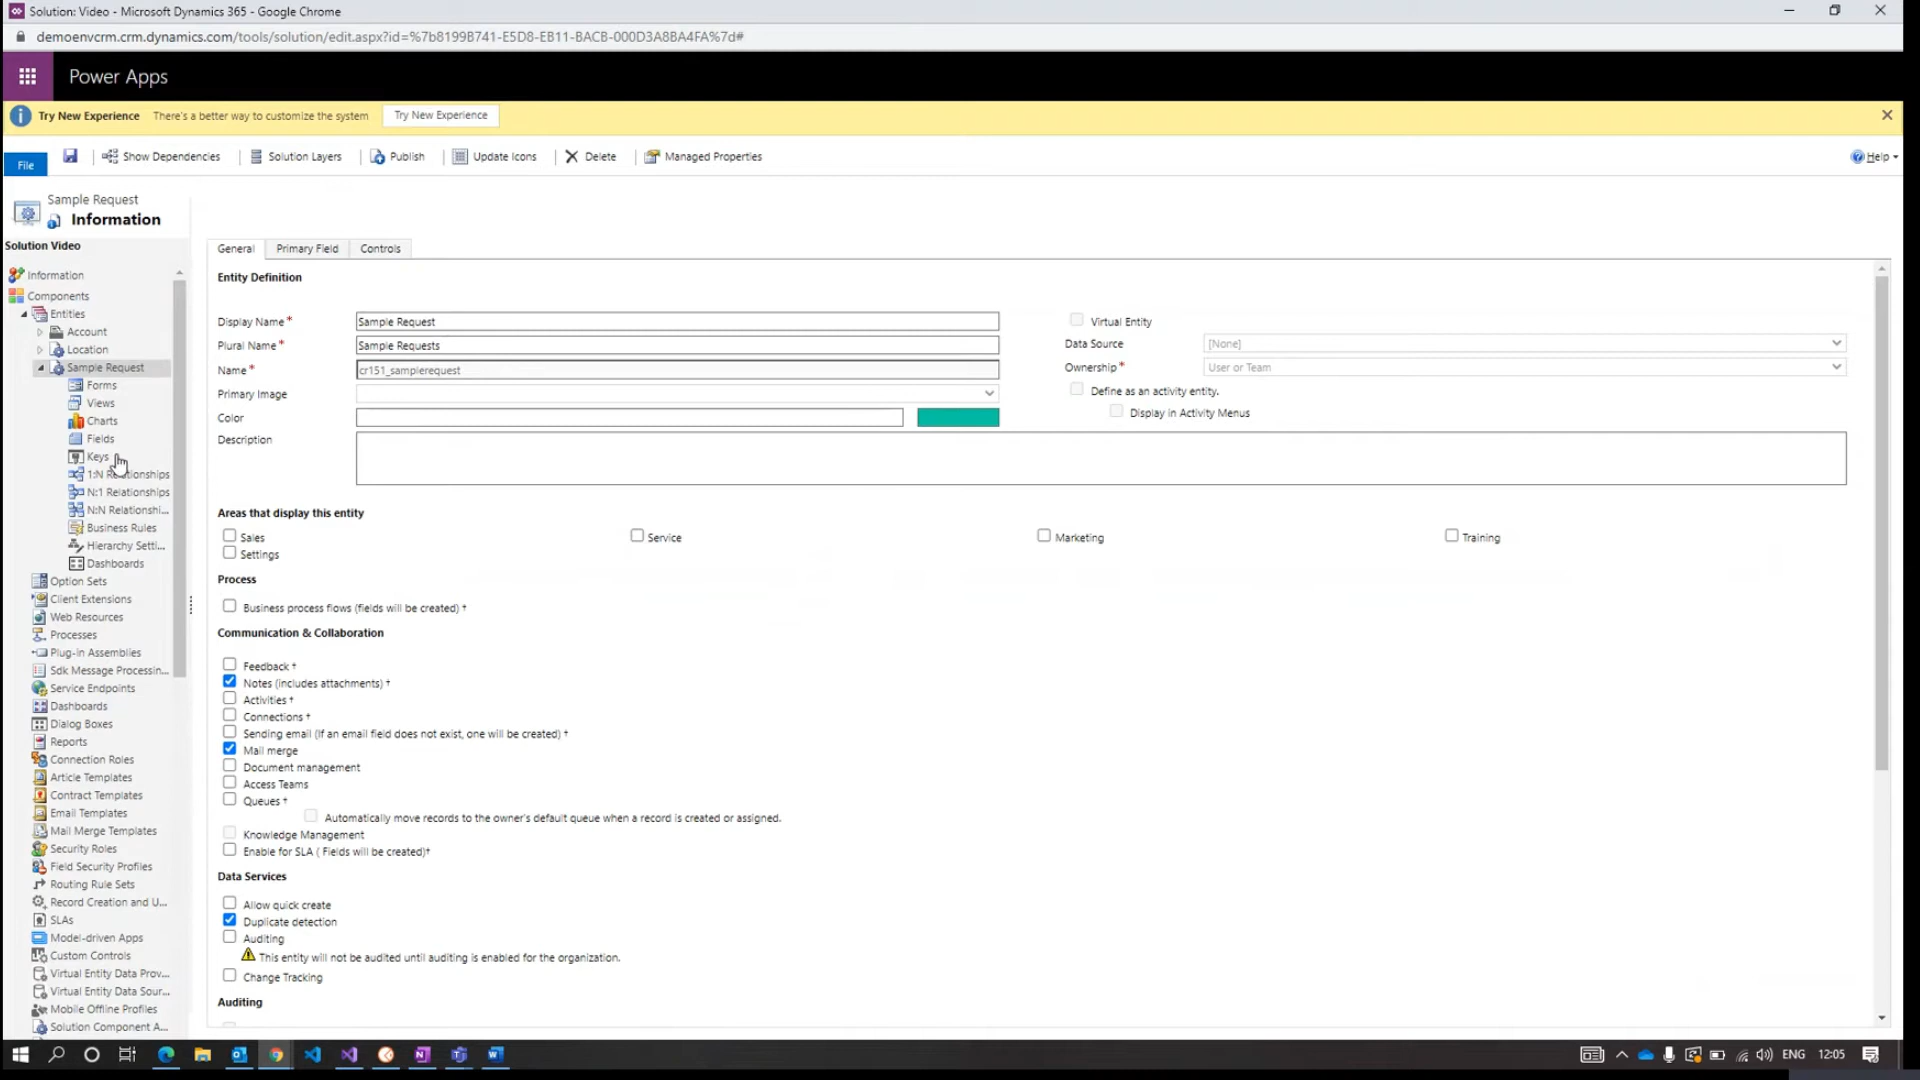 Solution: Video - Microsoft Dynamics 365 - Google Chrome
demoenvcrm.crm.dynamics.com/tools/solution/edit.aspx?id=%7b8199B741-E5D8-EB11-BACB-000D3A8BA4FA%7d#
Power Apps
Try New Experience There's a better way to customize the system Try New Experience
File Show Dependencies Solution Layers Publish Update Icons Delete Managed Properties Help
Sample Request
Information
Solution Video
Information
Components
Entities
Account
Location
Sample Request
Forms
Views
Charts
Fields
Keys
1:N Relationships
N:1 Relationships
N:N Relationshi...
Business Rules
Hierarchy Setti...
Dashboards
Option Sets
Client Extensions
Web Resources
Processes
Plug-in Assemblies
Sdk Message Processin...
Service Endpoints
Dashboards
Dialog Boxes
Reports
Connection Roles
Article Templates
Contract Templates
Email Templates
Mail Merge Templates
Security Roles
Field Security Profiles
Routing Rule Sets
Record Creation and U...
SLAs
Model-driven Apps
Custom Controls
Virtual Entity Data Prov...
Virtual Entity Data Sour...
Mobile Offline Profiles
Solution Component A...
General Primary Field Controls
Entity Definition
Display Name * Sample Request
Plural Name * Sample Requests
Name * cr151_samplerequest
Primary Image
Color
Description
Virtual Entity
Data Source [None]
Ownership * User or Team
Define as an activity entity.
Display in Activity Menus
Areas that display this entity
Sales Service Marketing Training
Settings
Process
Business process flows (fields will be created) †
Communication & Collaboration
Feedback †
Notes (includes attachments) †
Activities †
Connections †
Sending email (If an email field does not exist, one will be created) †
Mail merge
Document management
Access Teams
Queues †
Automatically move records to the owner's default queue when a record is created or assigned.
Knowledge Management
Enable for SLA ( Fields will be created)†
Data Services
Allow quick create
Duplicate detection
Auditing
This entity will not be audited until auditing is enabled for the organization.
Change Tracking
Auditing
ENG 12:05